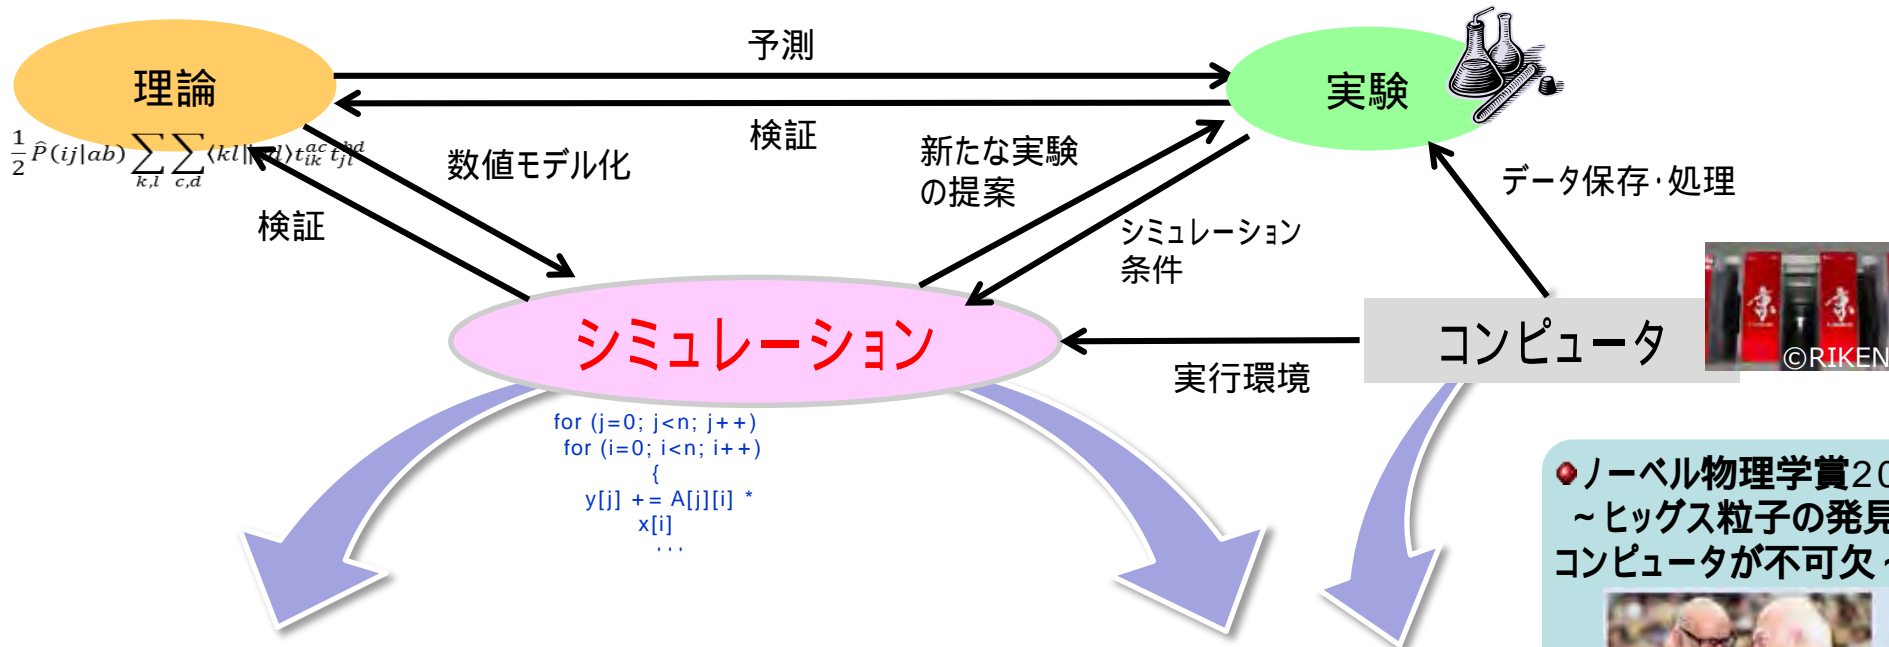 予測
理論
実験
検証
新たな実験
の提案
数値モデル化
データ保存・処理
検証
シミュレーション
条件
シミュレーション
コンピュータ
京
京
©RIKEN
実行環境
for (j=0; j<n; j++)
for (i=0; i<n; i++)
{
y[j] += A[j][i] *
x[i]
...
ノーベル物理学賞20
~ヒッグス粒子の発見
コンピュータが不可欠~